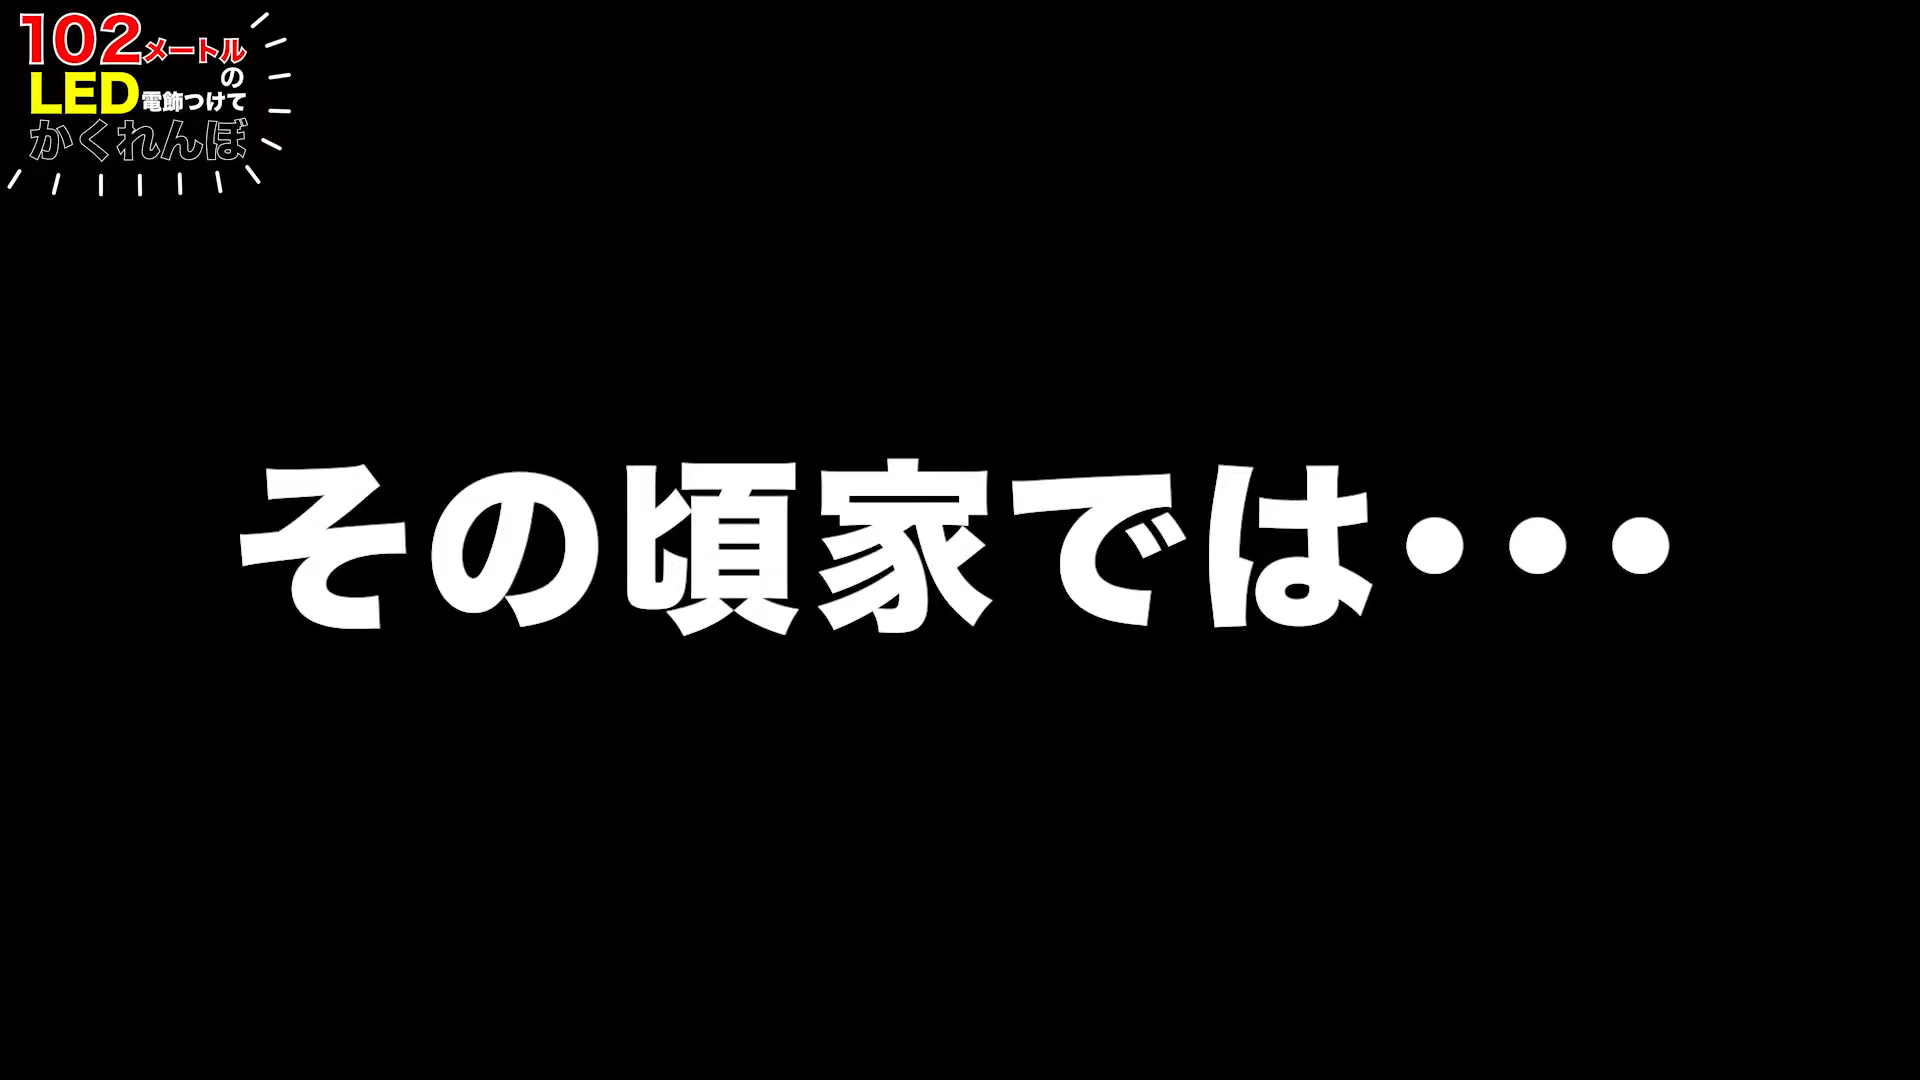 102メートル
の
LED電飾つけて
かくれんぼ
その頃家では・・・